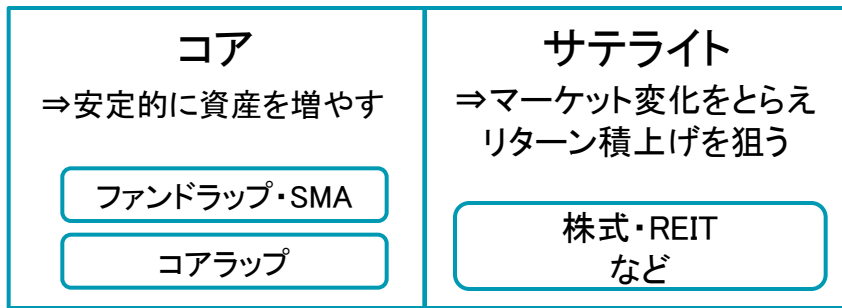 コア
⇒安定的に資産を増やす
ファンドラップ・SMA
コアラップ
サテライト
⇒マーケット変化をとらえ
リターン積上げを狙う
株式・REIT
など